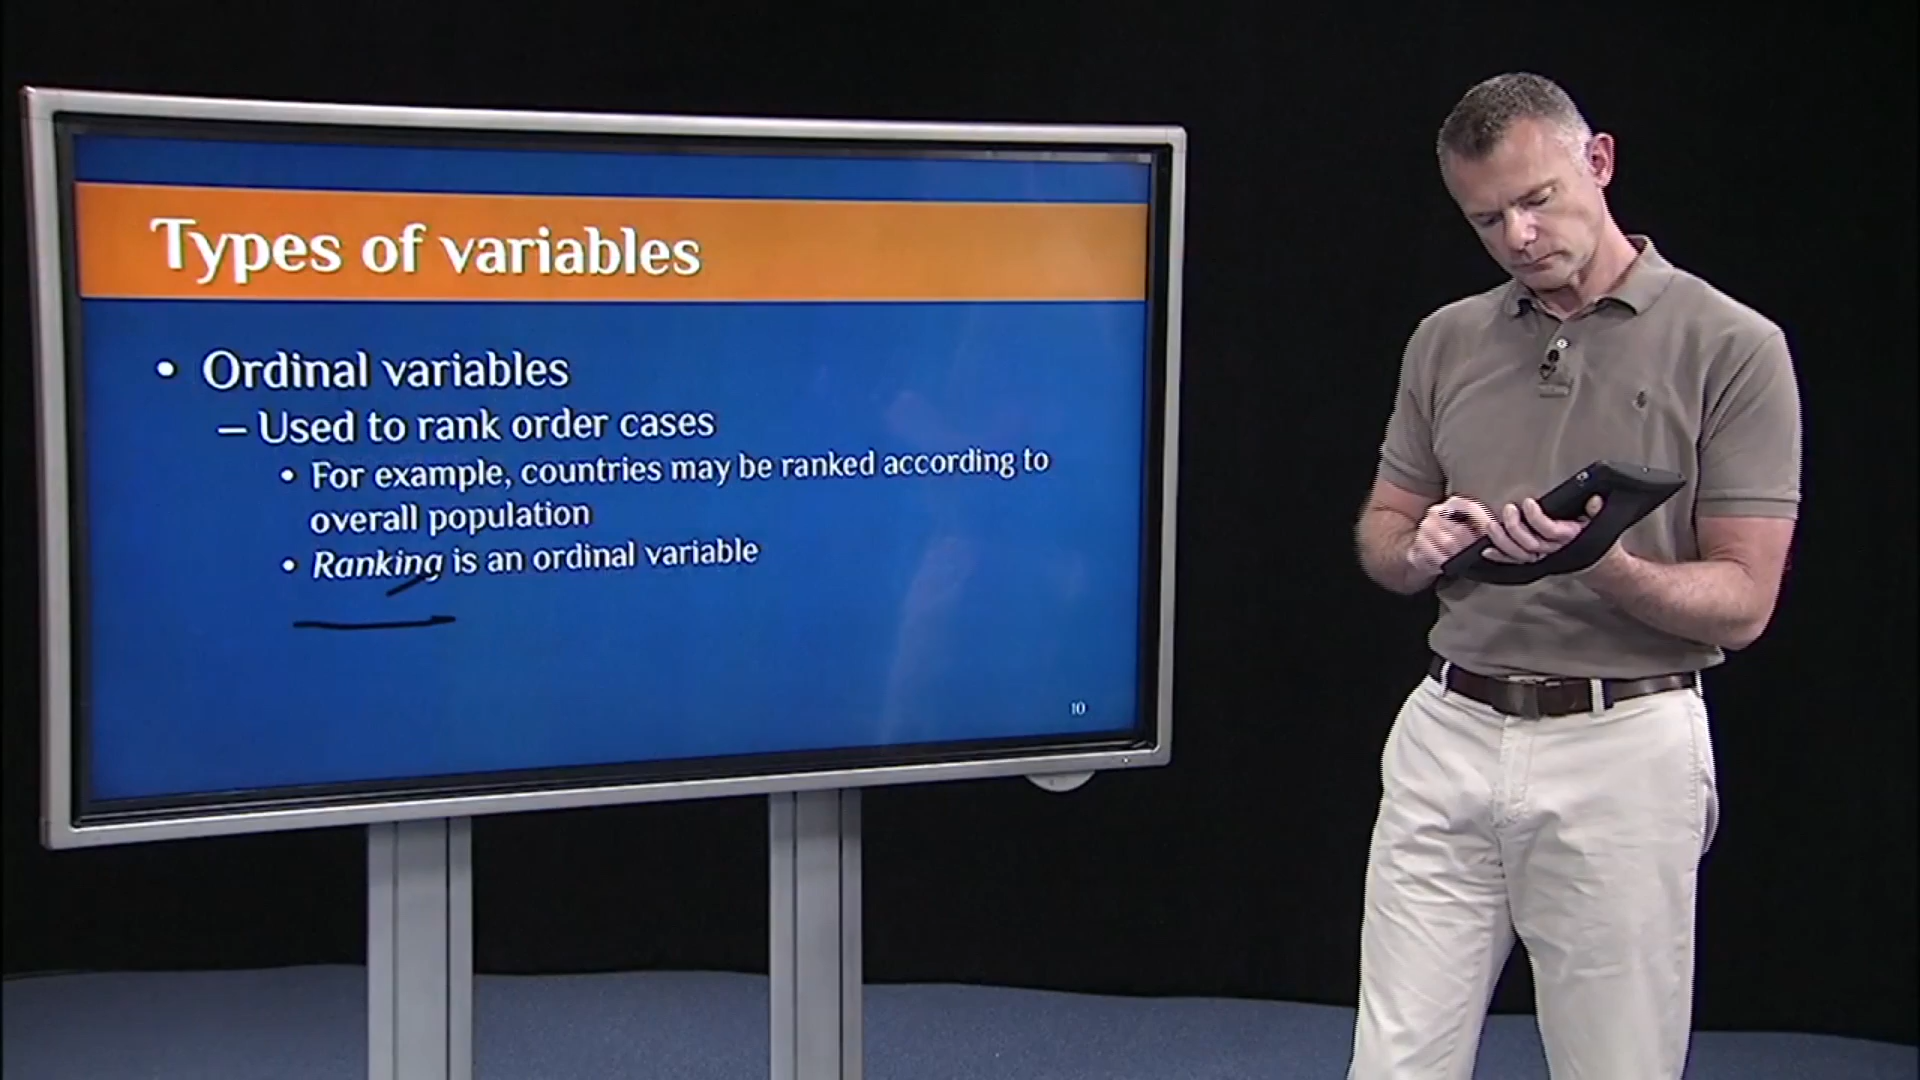 Types of variables
• Ordinal variables
– Used to rank order cases
• For example, countries may be ranked according to
overall population
• Ranking is an ordinal variable
10